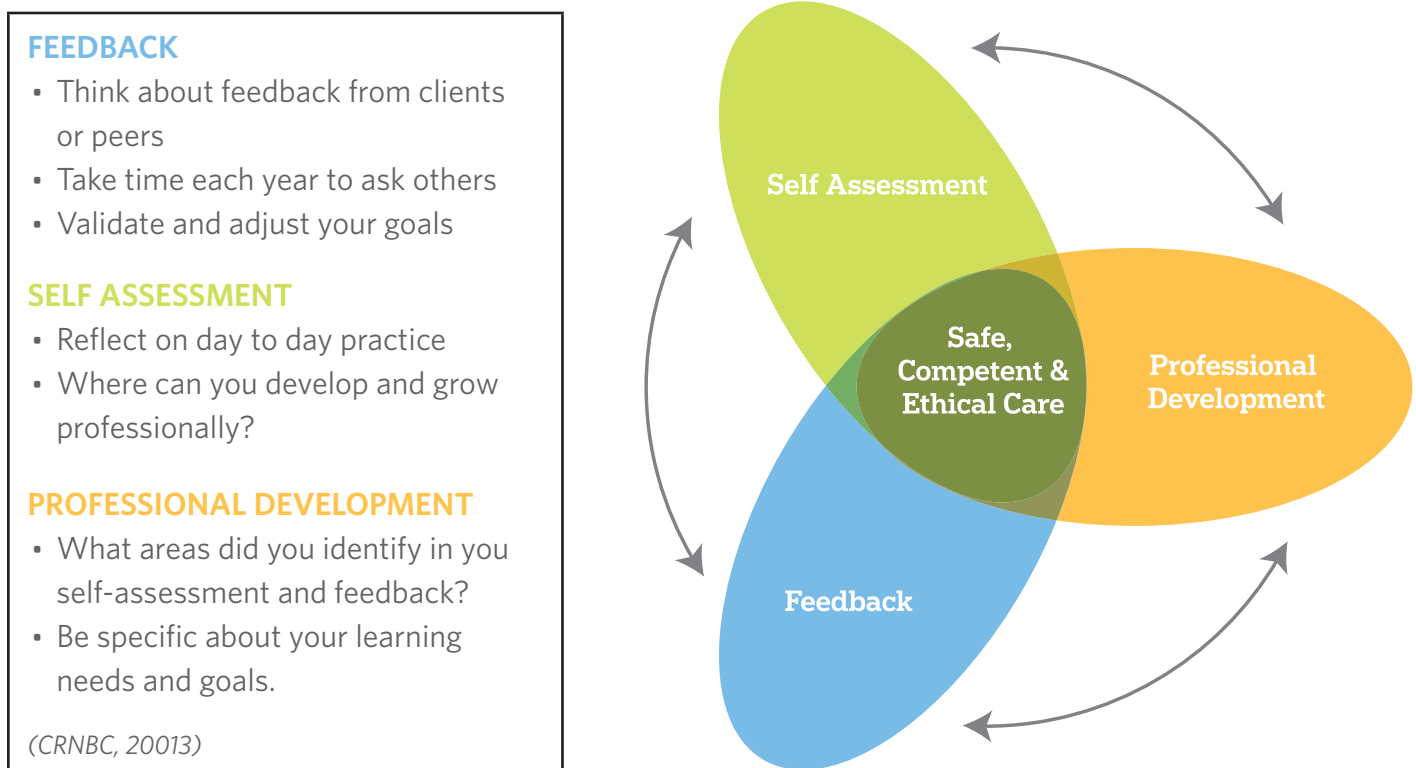 FEEDBACK
• Think about feedback from clients
or peers
• Take time each year to ask others
• Validate and adjust your goals
SELF ASSESSMENT
• Reflect on day to day practice
• Where can you develop and grow
professionally?
PROFESSIONAL DEVELOPMENT
• What areas did you identify in you
self-assessment and feedback?
• Be specific about your learning
needs and goals.
(CRNBC, 20013)
Self Assessment
Safe,
Competent &
Ethical Care
Professional
Development
Feedback